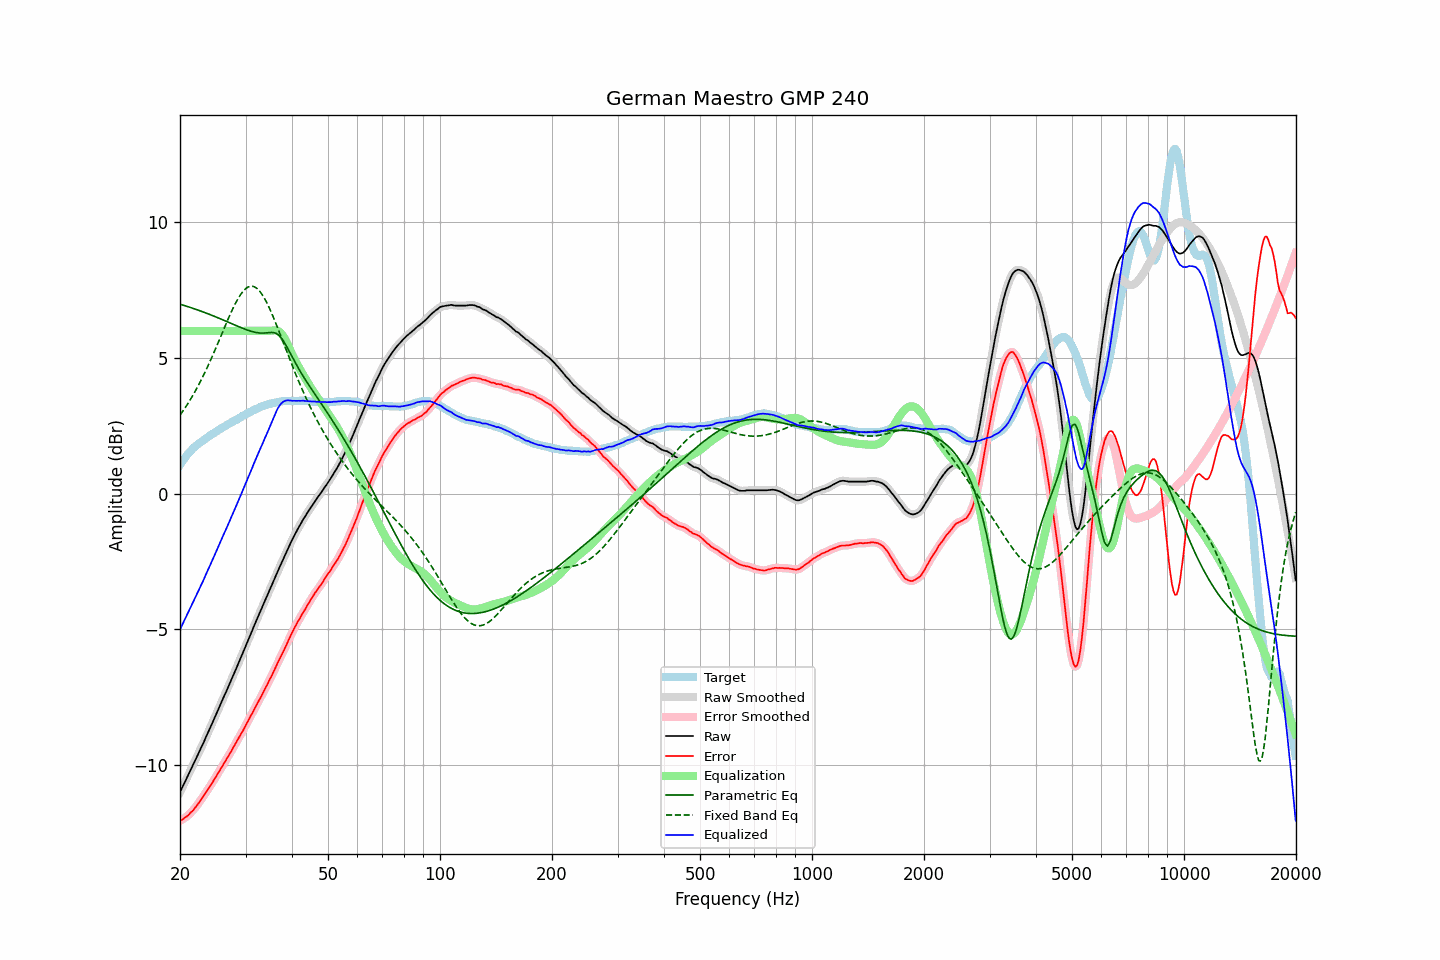 German Maestro GMP 240
Amplitude (dBr)
10
5
0
−5
−10
Target
Raw Smoothed
Error Smoothed
Raw
Error
Equalization
Parametric Eq
Fixed Band Eq
Equalized
20 50 100 200 500 1000 2000 5000 10000 20000
Frequency (Hz)